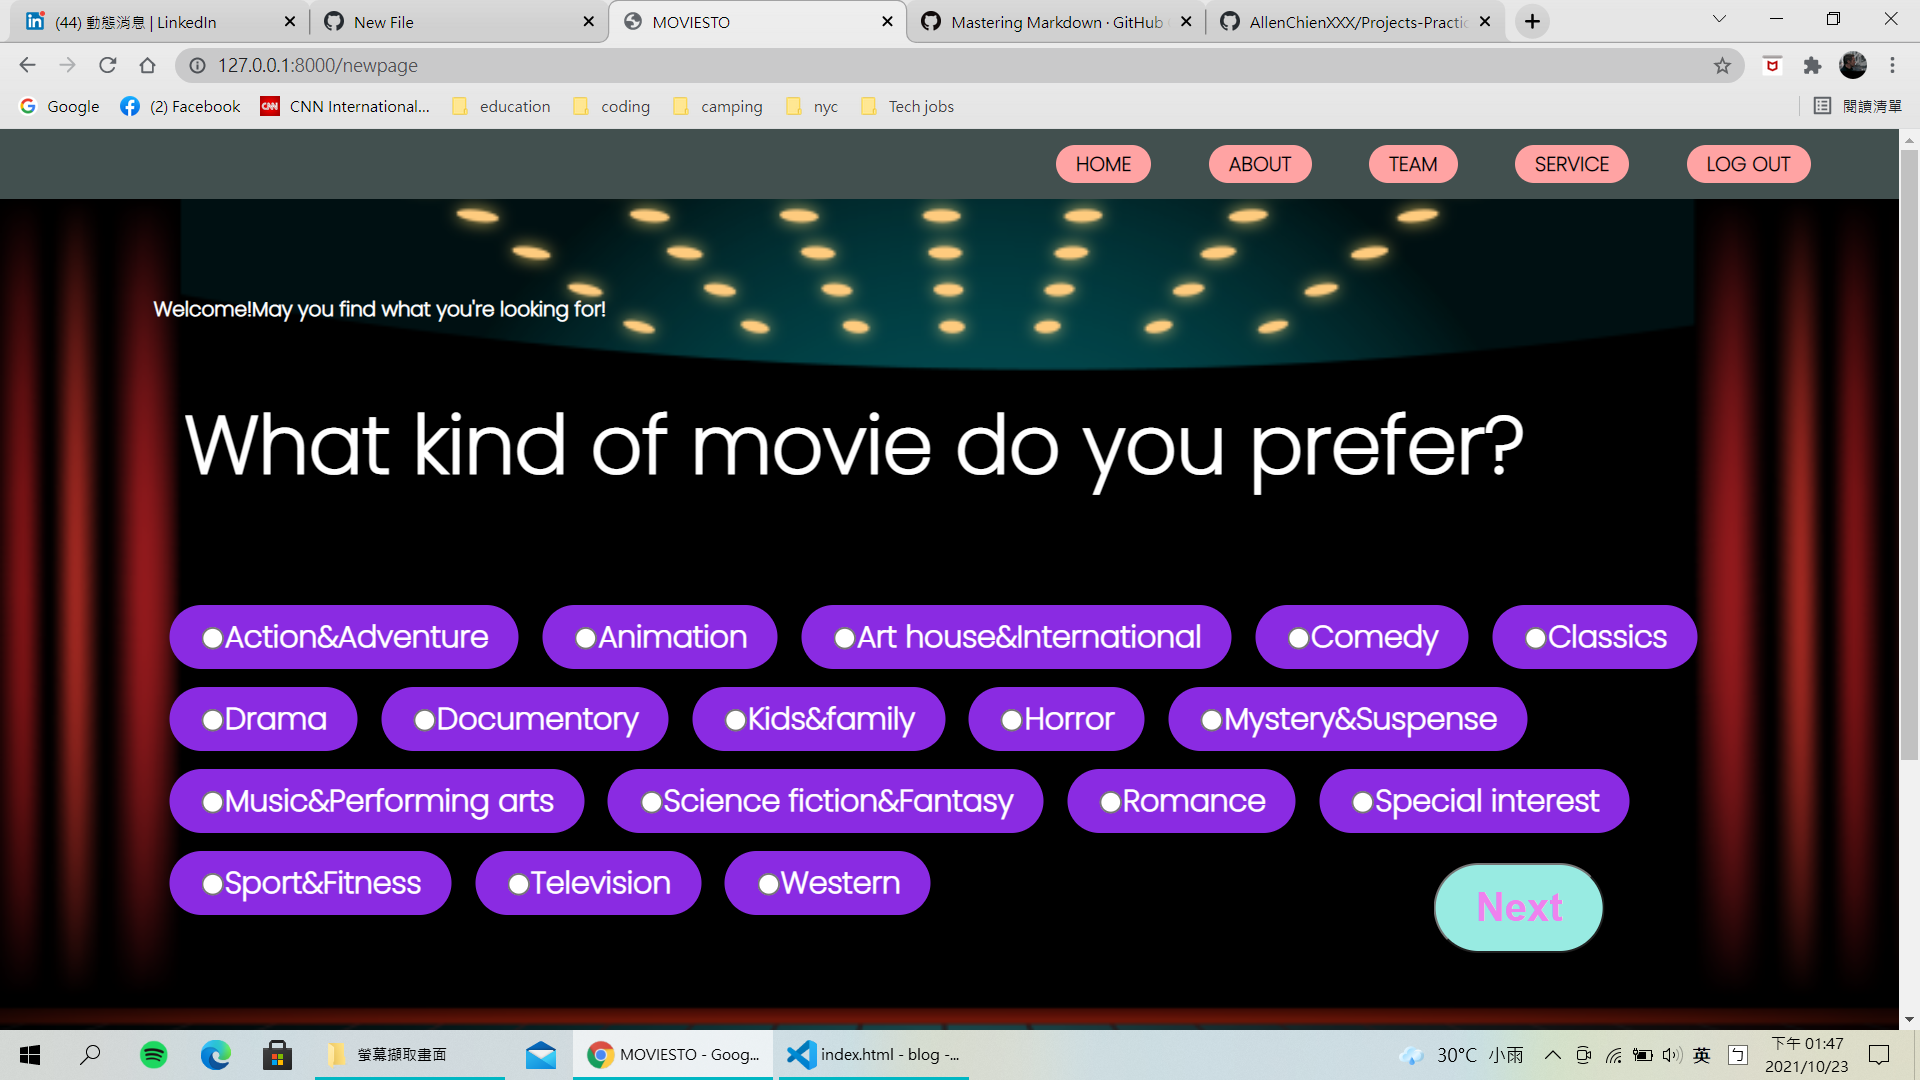 (44) 動態消息 | LinkedIn
New File
MOVIESTO
Mastering Markdown · GitHub
AllenChienXXX/Projects-Practic
127.0.0.1:8000/newpage
Google
(2) Facebook
CNN International...
education
coding
camping
nyc
Tech jobs
閱讀清單
HOME
ABOUT
TEAM
SERVICE
LOG OUT
Welcome!May you find what you're looking for!
What kind of movie do you prefer?
Action&Adventure
Animation
Art house&International
Comedy
Classics
Drama
Documentory
Kids&family
Horror
Mystery&Suspense
Music&Performing arts
Science fiction&Fantasy
Romance
Special interest
Sport&Fitness
Television
Western
Next
螢幕擷取畫面
MOVIESTO - Goog...
index.html - blog -...
30°C 小雨
英
ㄅ
下午 01:47
2021/10/23